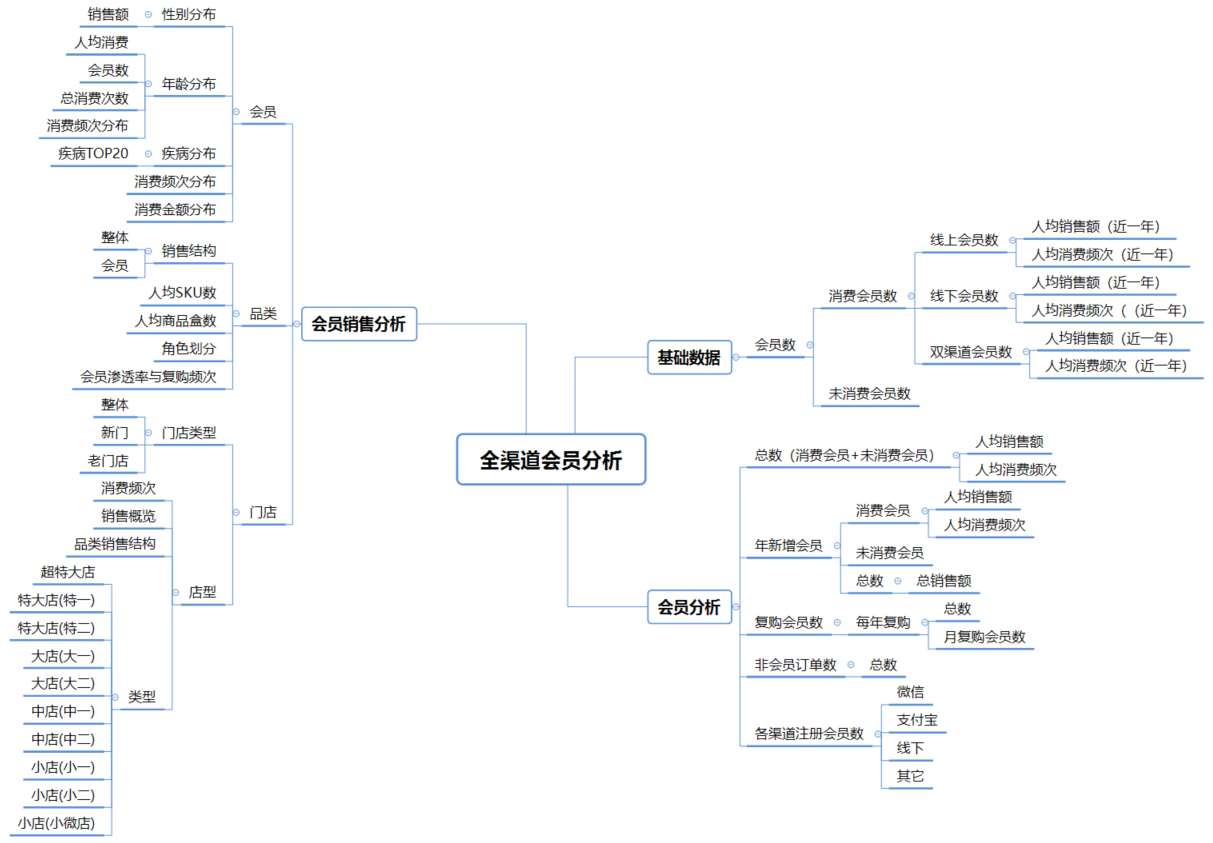 全渠道会员分析
基础数据
会员数
消费会员数
线上会员数
人均销售额（近一年）
人均消费频次（近一年）
线下会员数
人均销售额（近一年）
人均消费频次（（近一年）
双渠道会员数
人均销售额（近一年）
人均消费频次（近一年）
未消费会员数
会员分析
总数（消费会员+未消费会员）
人均销售额
人均消费频次
年新增会员
消费会员
人均销售额
人均消费频次
未消费会员
总数
总销售额
复购会员数
每年复购
总数
月复购会员数
非会员订单数
总数
各渠道注册会员数
微信
支付宝
线下
其它
会员销售分析
会员
性别分布
销售额
年龄分布
人均消费
会员数
总消费次数
消费频次分布
疾病分布
疾病TOP20
消费频次分布
消费金额分布
品类
销售结构
整体
会员
人均SKU数
人均商品盒数
角色划分
会员渗透率与复购频次
门店
门店类型
整体
新门
老门店
店型
消费频次
销售概览
品类销售结构
类型
超特大店
特大店(特一)
特大店(特二)
大店(大一)
大店(大二)
中店(中一)
中店(中二)
小店(小一)
小店(小二)
小店(小微店)